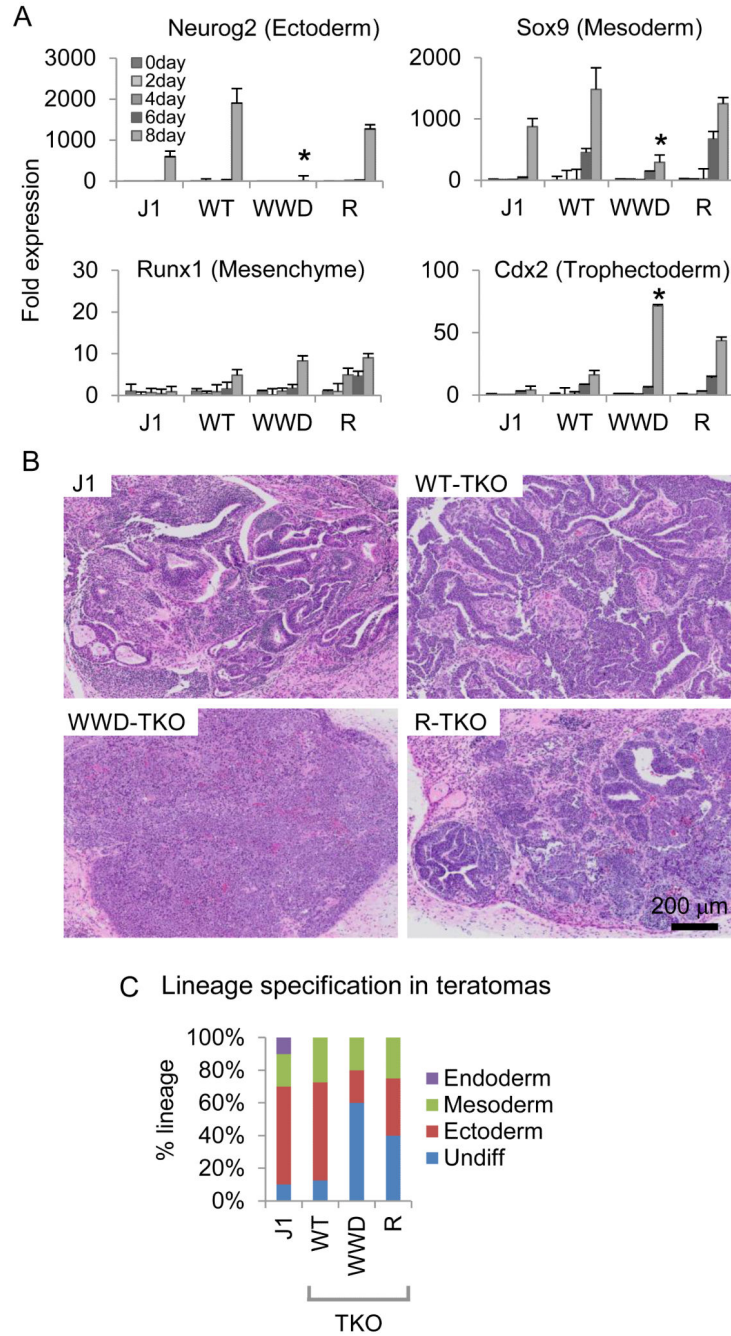 A
Neurog2 (Ectoderm)
3000
2000
1000
0
0day
2day
4day
6day
8day
*
J1 WT WWD R
Sox9 (Mesoderm)
2000
1000
0
*
J1 WT WWD R
Fold expression
Runx1 (Mesenchyme)
30
20
10
0
J1 WT WWD R
Cdx2 (Trophectoderm)
100
50
0
*
J1 WT WWD R
B
J1
WT-TKO
WWD-TKO
R-TKO
200 μm
C Lineage specification in teratomas
% lineage
100%
80%
60%
40%
20%
0%
Endoderm
Mesoderm
Ectoderm
Undiff
J1
WT
WWD
R
TKO